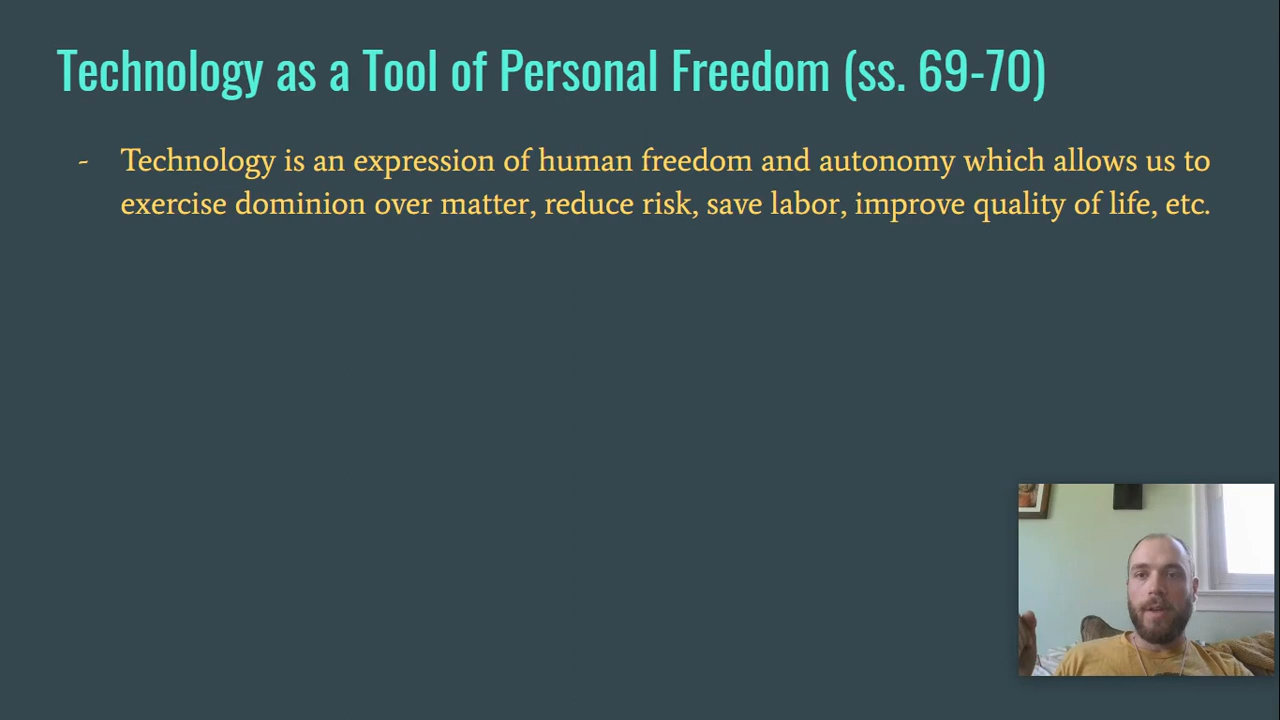 Technology as a Tool of Personal Freedom (ss. 69-70)
- Technology is an expression of human freedom and autonomy which allows us to
exercise dominion over matter, reduce risk, save labor, improve quality of life, etc.